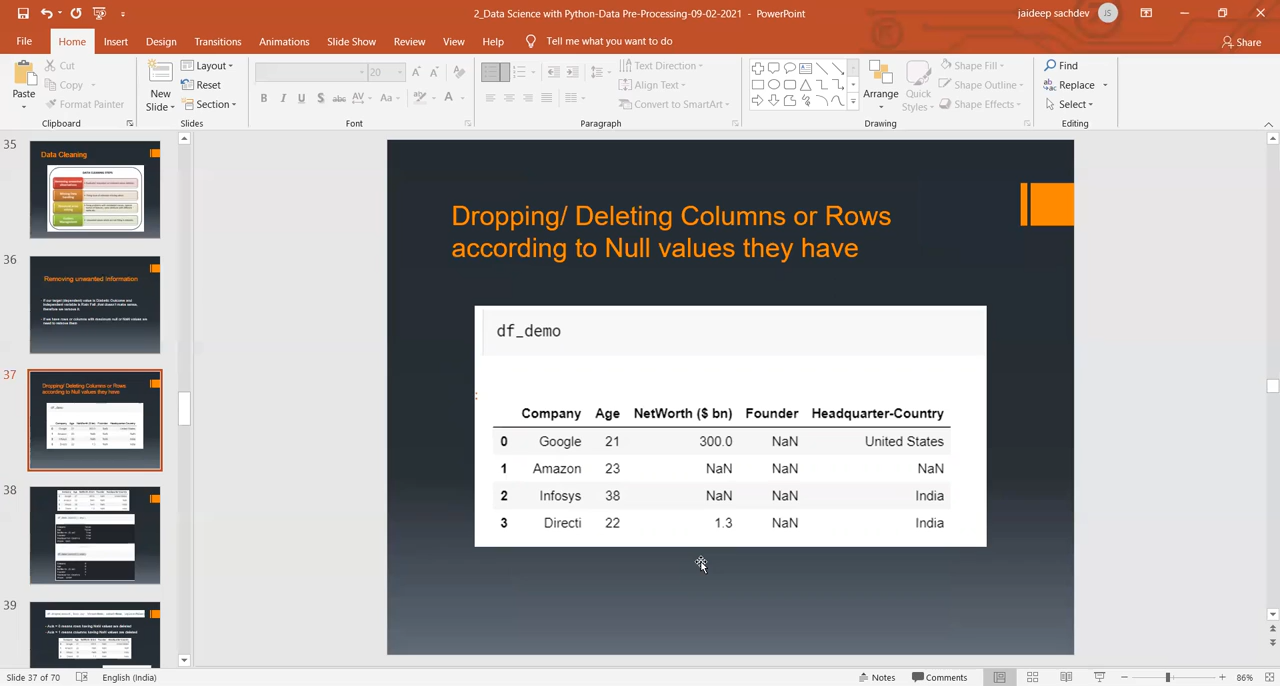 2_Data Science with Python-Data Pre-Processing-09-02-2021 - PowerPoint
jaideep sachdev
JS
File Home Insert Design Transitions Animations Slide Show Review View Help Tell me what you want to do
Share
Paste
Cut
Copy
Format Painter
Clipboard
New Slide
Layout
Reset
Section
Slides
20
B I U S abc AV Aa A
Font
Text Direction
Align Text
Convert to SmartArt
Paragraph
Arrange
Quick Styles
Shape Fill
Shape Outline
Shape Effects
Drawing
Find
Replace
Select
Editing
35
Data Cleaning
36
Removing unwanted Information
37
Dropping/ Deleting Columns or Rows
according to Null values they have
38
39
Dropping/ Deleting Columns or Rows
according to Null values they have
df_demo
:
Company Age NetWorth ($ bn) Founder Headquarter-Country
0 Google 21 300.0 NaN United States
1 Amazon 23 NaN NaN NaN
2 Infosys 38 NaN NaN India
3 Directi 22 1.3 NaN India
Slide 37 of 70
English (India)
Notes
Comments
86%